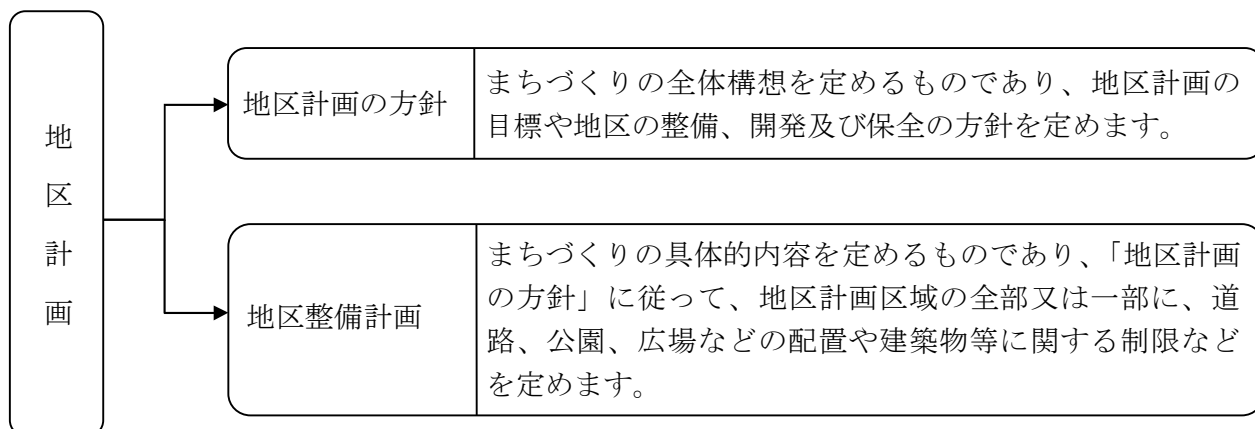 地区計画
地区計画の方針
まちづくりの全体構想を定めるものであり、地区計画の
目標や地区の整備、開発及び保全の方針を定めます。
地区整備計画
まちづくりの具体的内容を定めるものであり、「地区計画
の方針」に従って、地区計画区域の全部又は一部に、道
路、公園、広場などの配置や建築物等に関する制限など
を定めます。